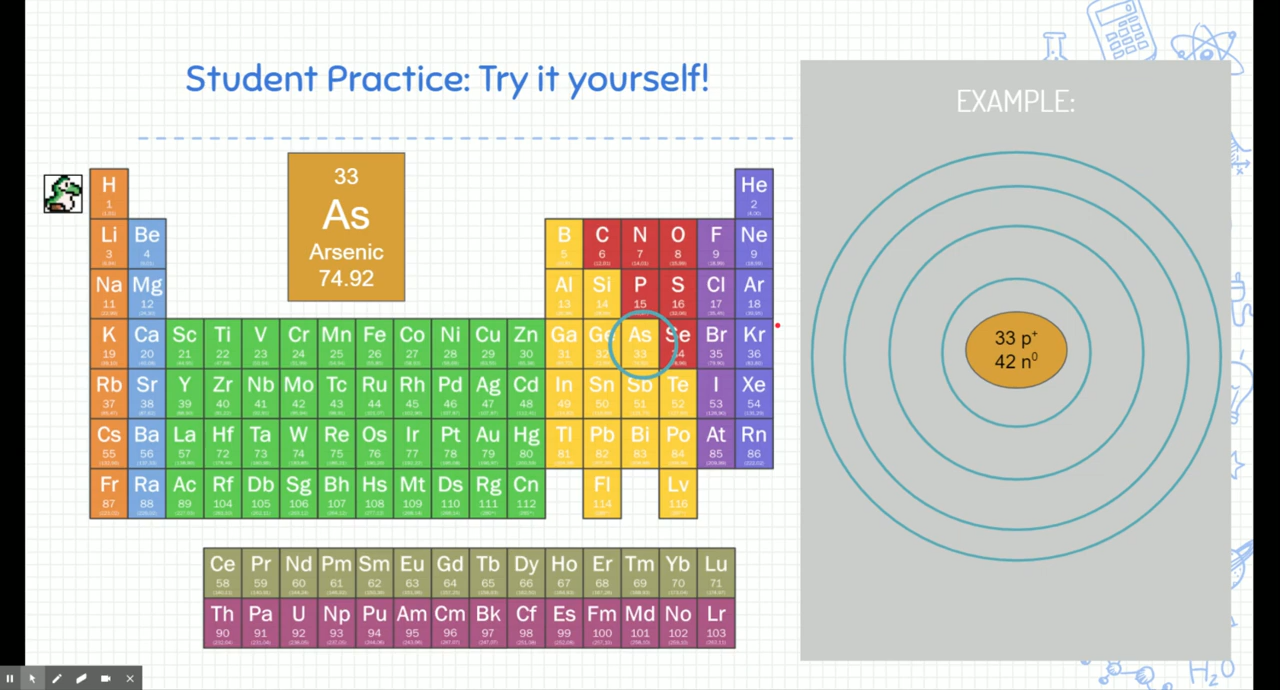 Student Practice: Try it yourself!
EXAMPLE:
33
As
Arsenic
74.92
H He
1 2
Li Be B C N O F Ne
3 4 5 6 7 8 9 9
Na Mg Al Si P S Cl Ar
11 12 13 14 15 16 17 18
K Ca Sc Ti V Cr Mn Fe Co Ni Cu Zn Ga Ge As Se Br Kr
19 20 21 22 23 24 25 26 27 28 29 30 31 32 33 34 35 36
Rb Sr Y Zr Nb Mo Tc Ru Rh Pd Ag Cd In Sn Sb Te I Xe
37 38 39 40 41 42 43 44 45 46 47 48 49 50 51 52 53 54
Cs Ba La Hf Ta W Re Os Ir Pt Au Hg Tl Pb Bi Po At Rn
55 56 57 72 73 74 75 76 77 78 79 80 81 82 83 84 85 86
Fr Ra Ac Rf Db Sg Bh Hs Mt Ds Rg Cn Fl Lv
87 88 89 104 105 106 107 108 109 110 111 112 114 116
Ce Pr Nd Pm Sm Eu Gd Tb Dy Ho Er Tm Yb Lu
58 59 60 61 62 63 64 65 66 67 68 69 70 71
Th Pa U Np Pu Am Cm Bk Cf Es Fm Md No Lr
90 91 92 93 94 95 96 97 98 99 100 101 102 103
33 p⁺
42 n⁰
H₂O